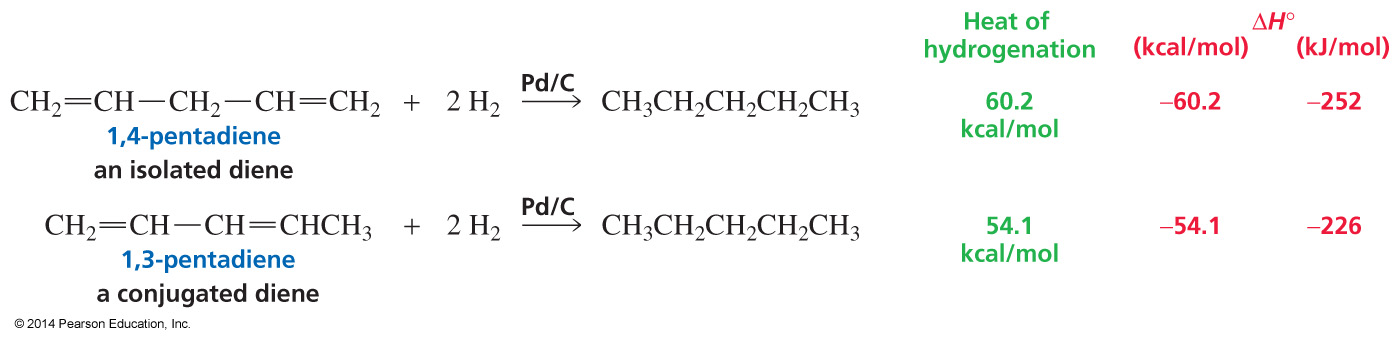 Heat of hydrogenation ΔH°
(kcal/mol) (kJ/mol)
CH₂=CH—CH₂—CH=CH₂ + 2 H₂ Pd/C → CH₃CH₂CH₂CH₂CH₃ 60.2 kcal/mol –60.2 –252
1,4-pentadiene
an isolated diene
CH₂=CH—CH=CHCH₃ + 2 H₂ Pd/C → CH₃CH₂CH₂CH₂CH₃ 54.1 kcal/mol –54.1 –226
1,3-pentadiene
a conjugated diene
© 2014 Pearson Education, Inc.